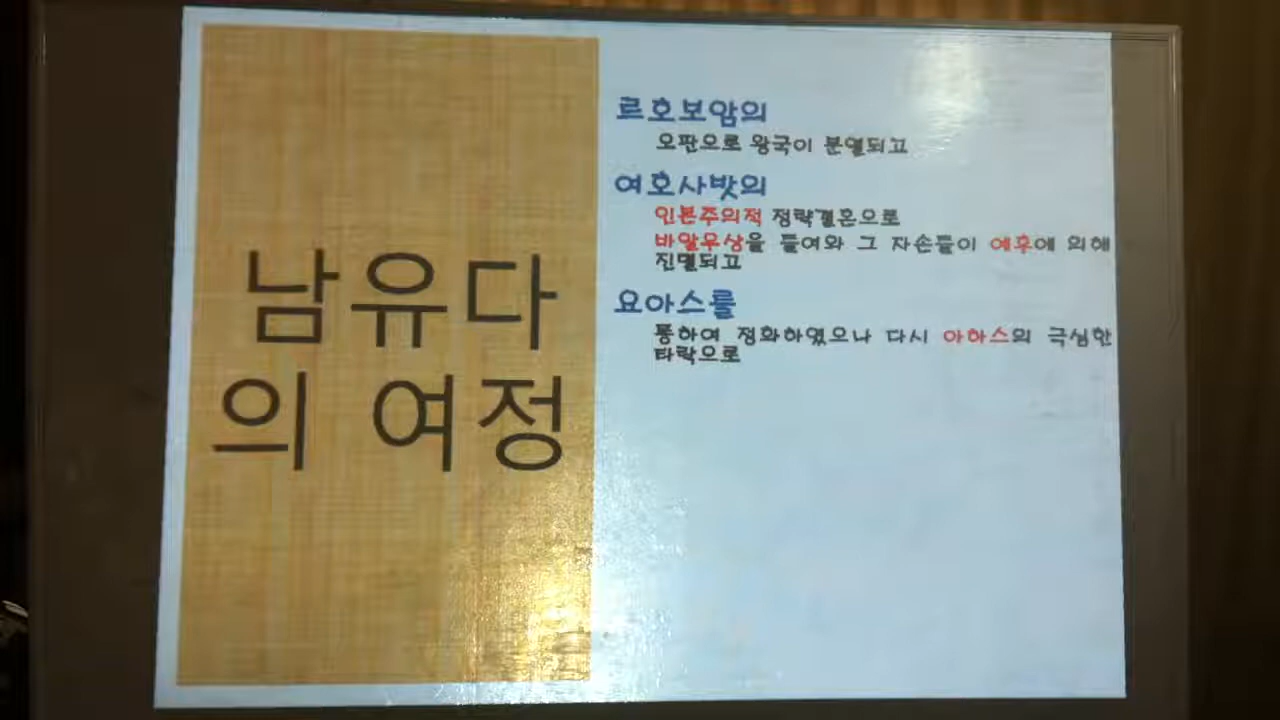 남유다
의 여정
르호보암의
오판으로 왕국이 분열되고
여호사밧의
인본주의적 정략결혼으로
바알우상을 들여와 그 자손들이 예후에 의해
진멸되고
요아스를
통하여 정화하였으나 다시 아하스의 극심한
타락으로